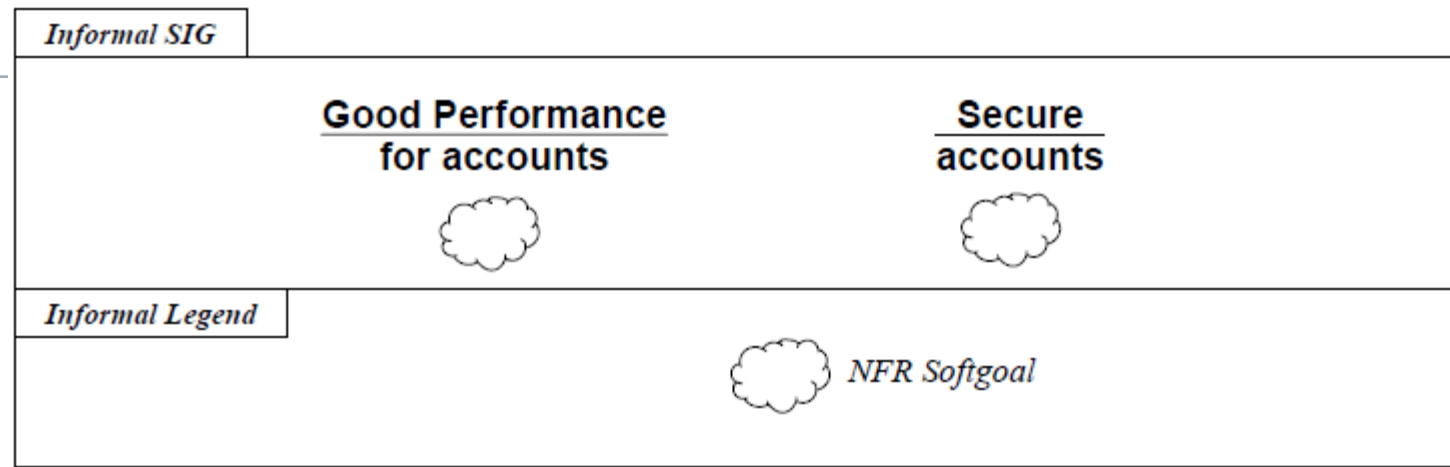 Informal SIG
Good Performance
for accounts
Secure
accounts
Informal Legend
NFR Softgoal